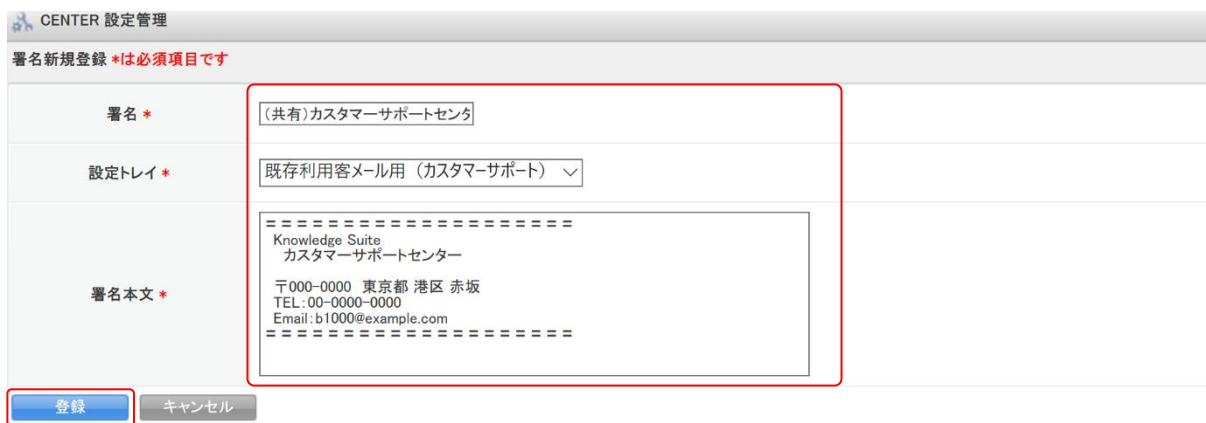 CENTER 設定管理
署名新規登録 *は必須項目です
署名 *
(共有)カスタマーサポートセンタ
設定トレイ *
既存利用客メール用（カスタマーサポート）
署名本文 *
====================
Knowledge Suite
カスタマーサポートセンター
〒000-0000 東京都 港区 赤坂
TEL:00-0000-0000
Email:b1000@example.com
====================
登録 キャンセル